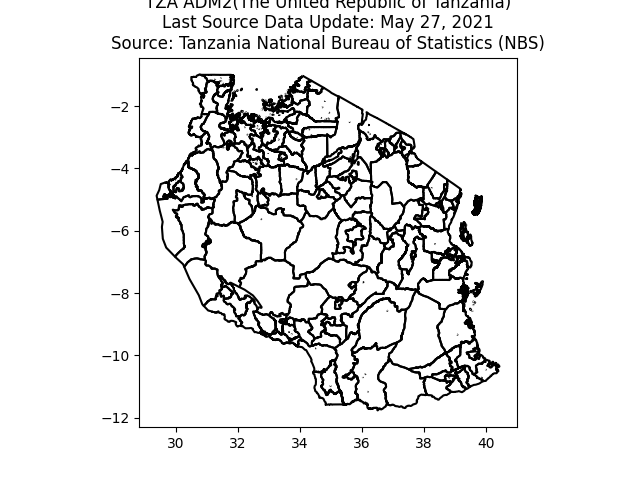 TZA ADM2(The United Republic of Tanzania)
Last Source Data Update: May 27, 2021
Source: Tanzania National Bureau of Statistics (NBS)
−2
−4
−6
−8
−10
−12
30 32 34 36 38 40